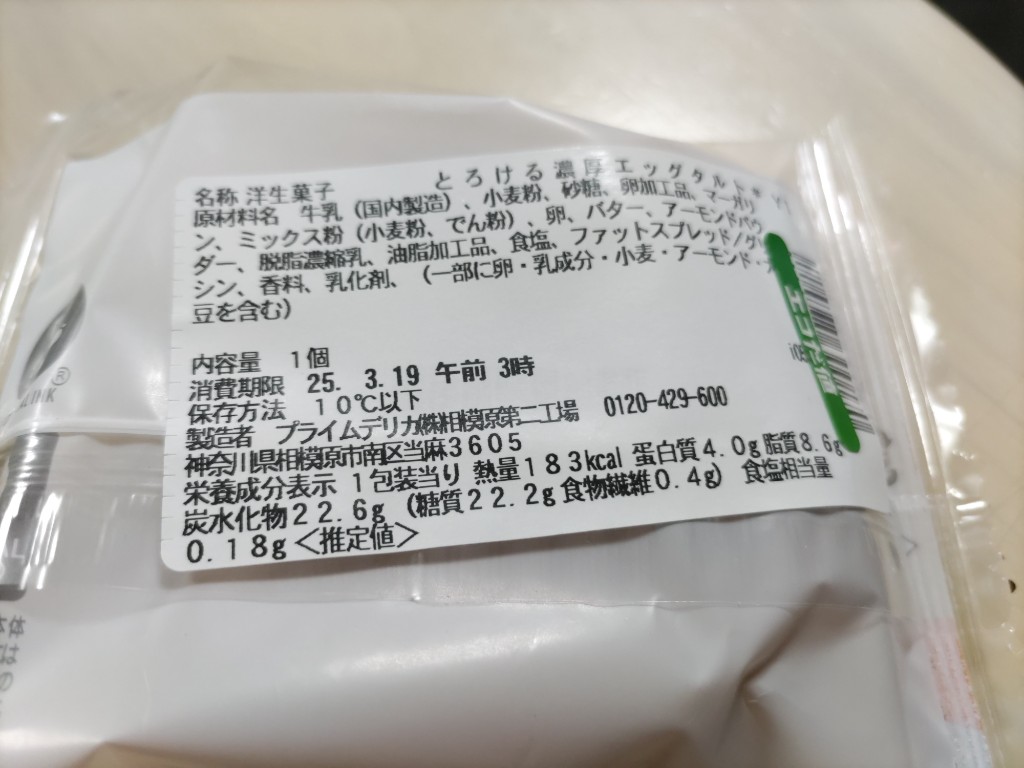 とろける濃厚エッグタルト
名称 洋生菓子
原材料名 牛乳(国内製造)、小麦粉、砂糖、卵加工品、マーガリ
ン、ミックス粉(小麦粉、でん粉)、卵、バター、アーモンドパウ
ダー、脱脂濃縮乳、油脂加工品、食塩、ファットスプレッド/グリ
シン、香料、乳化剤、(一部に卵・乳成分・小麦・アーモンド・大
豆を含む)
内容量 1個
消費期限 25. 3.19 午前 3時
保存方法 10℃以下
製造者 プライムデリカ㈱相模原第二工場 0120-429-600
神奈川県相模原市南区当麻3605
栄養成分表示 1包装当り 熱量183kcal 蛋白質4.0g 脂質8.6g
炭水化物22.6g (糖質22.2g 食物繊維0.4g) 食塩相当量
0.18g <推定値>